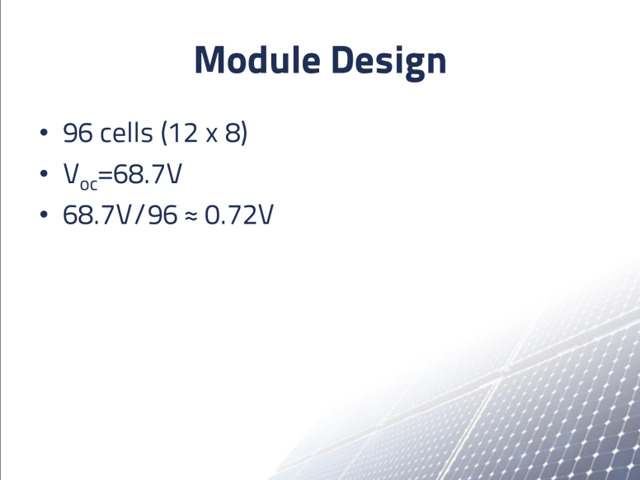 Module Design
• 96 cells (12 x 8)
• Voc=68.7V
• 68.7V/96 ≈ 0.72V